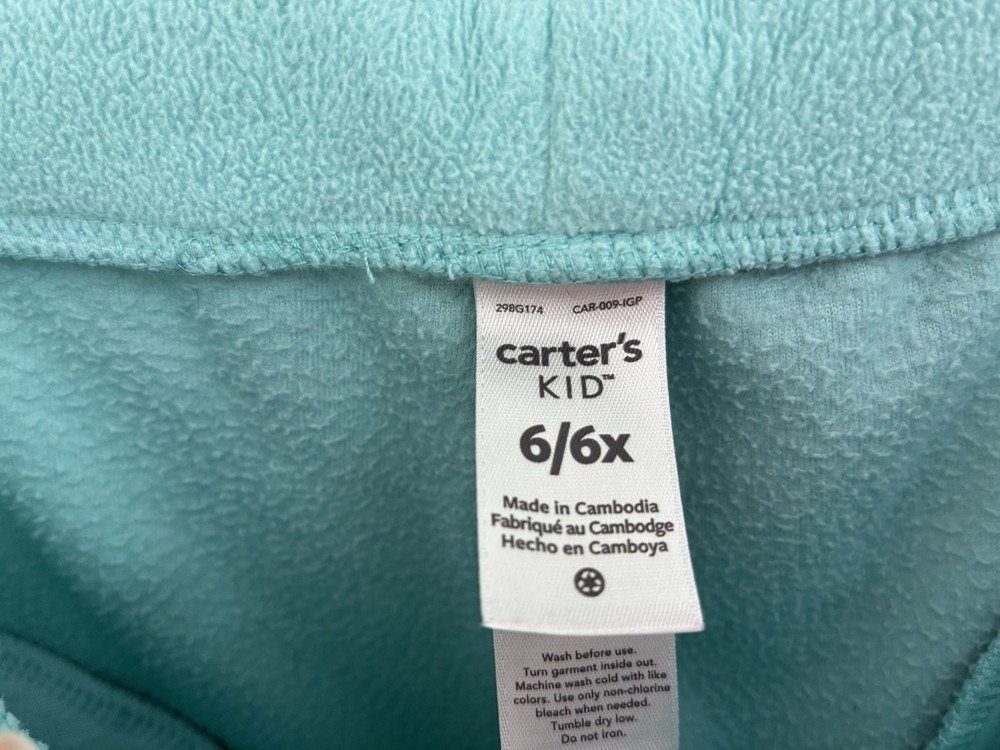 298G174 CAR-009-IGP
carter's
KID™
6/6x
Made in Cambodia
Fabriqué au Cambodge
Hecho en Camboya
Wash before use.
Turn garment inside out.
Machine wash cold with like
colors. Use only non-chlorine
bleach when needed.
Tumble dry low.
Do not iron.